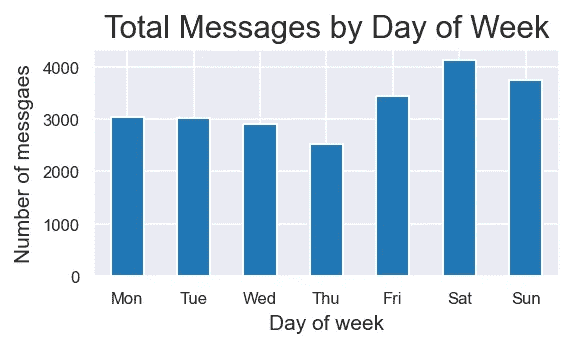 Total Messages by Day of Week
Number of messgaes
4000
3000
2000
1000
0
Mon Tue Wed Thu Fri Sat Sun
Day of week